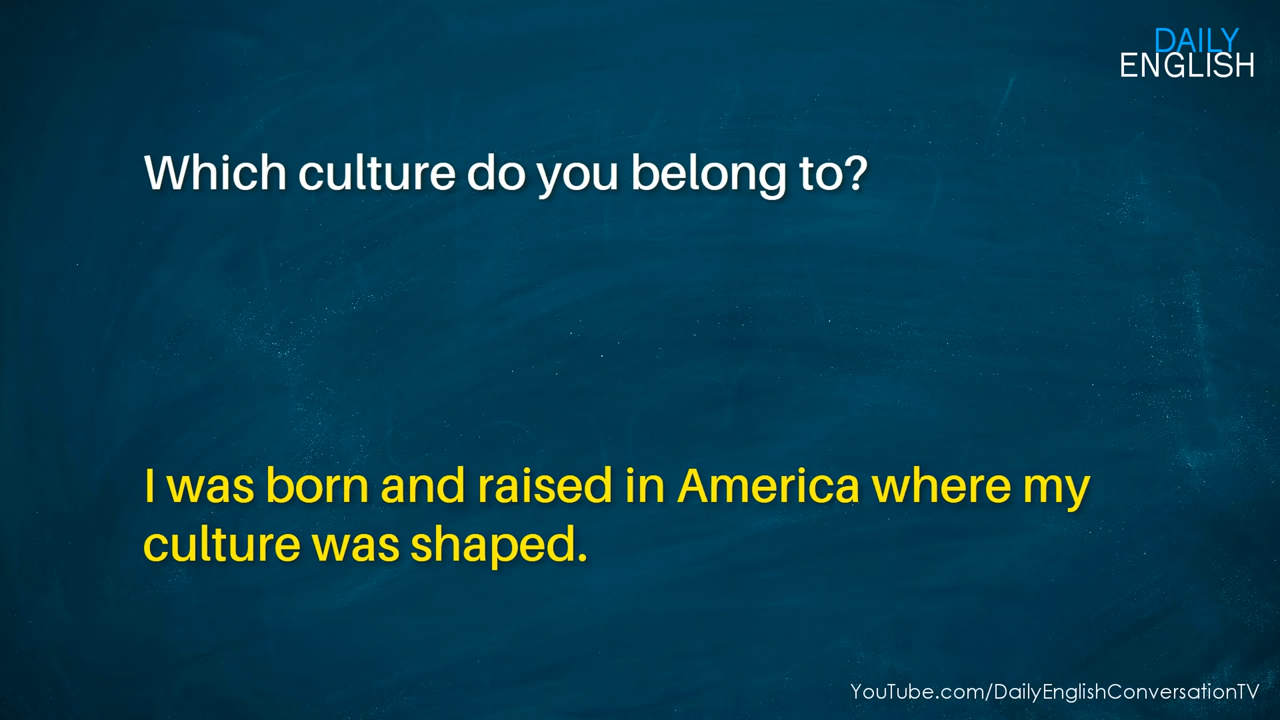 DAILY
ENGLISH
Which culture do you belong to?
I was born and raised in America where my
culture was shaped.
YouTube.com/DailyEnglishConversationTV